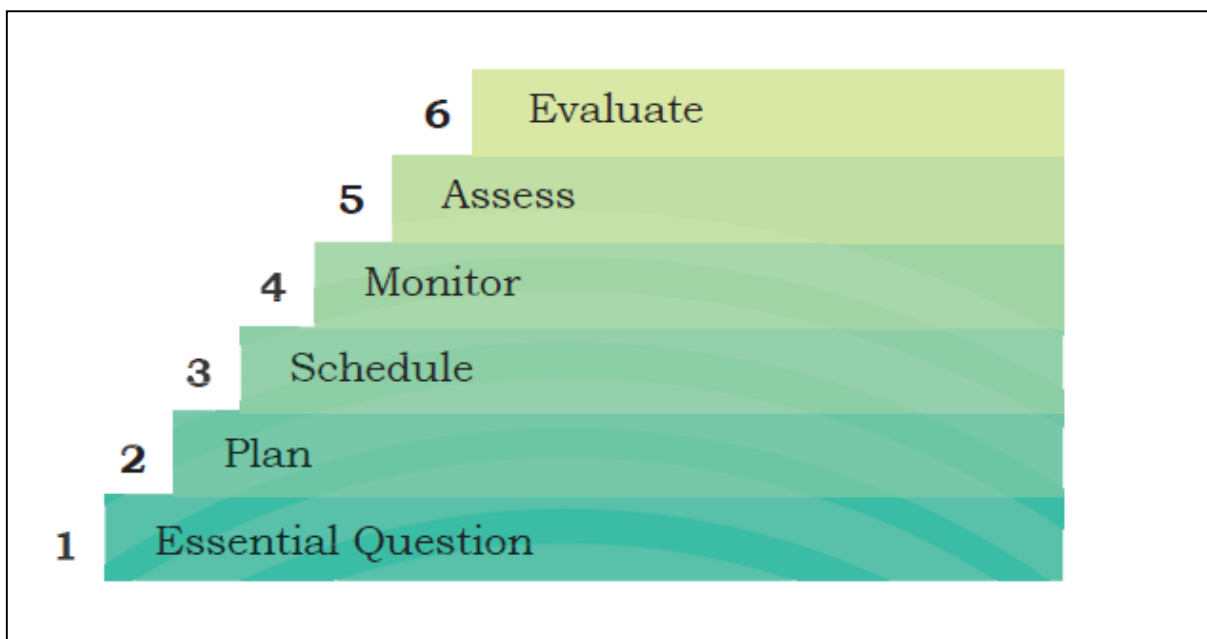 6 Evaluate
5 Assess
4 Monitor
3 Schedule
2 Plan
1 Essential Question